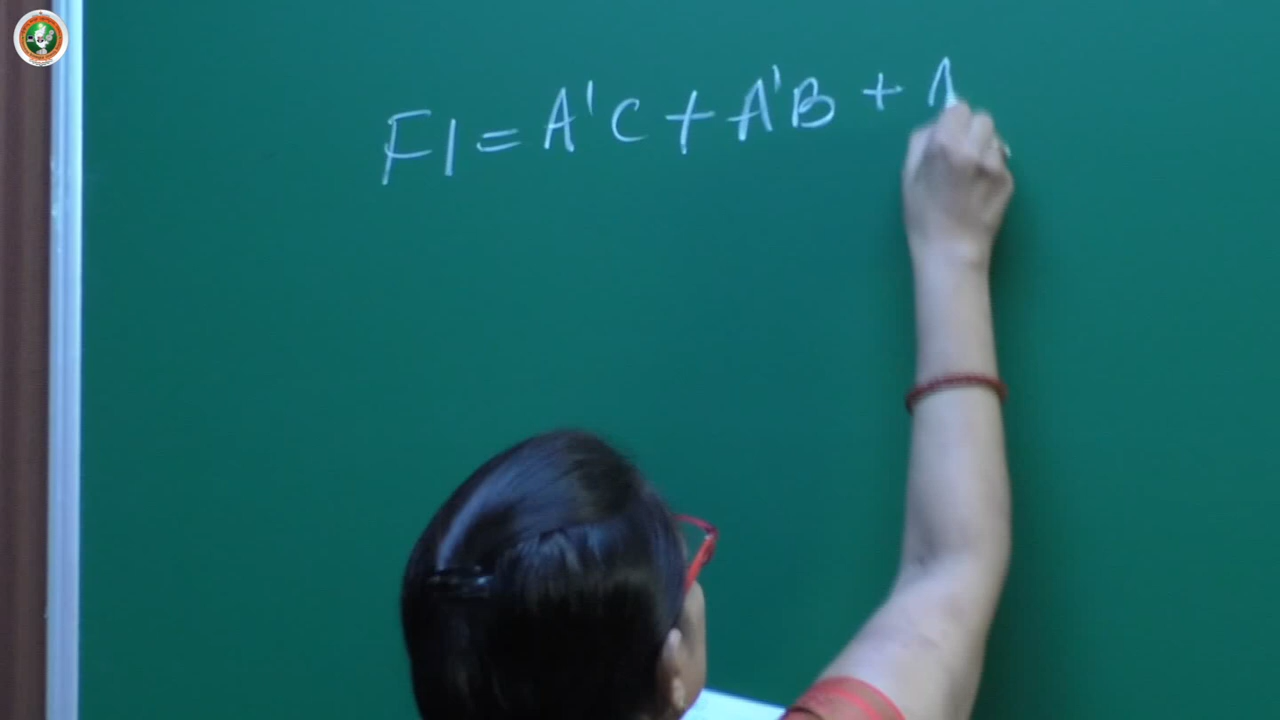 F1 = A'C + A'B + A